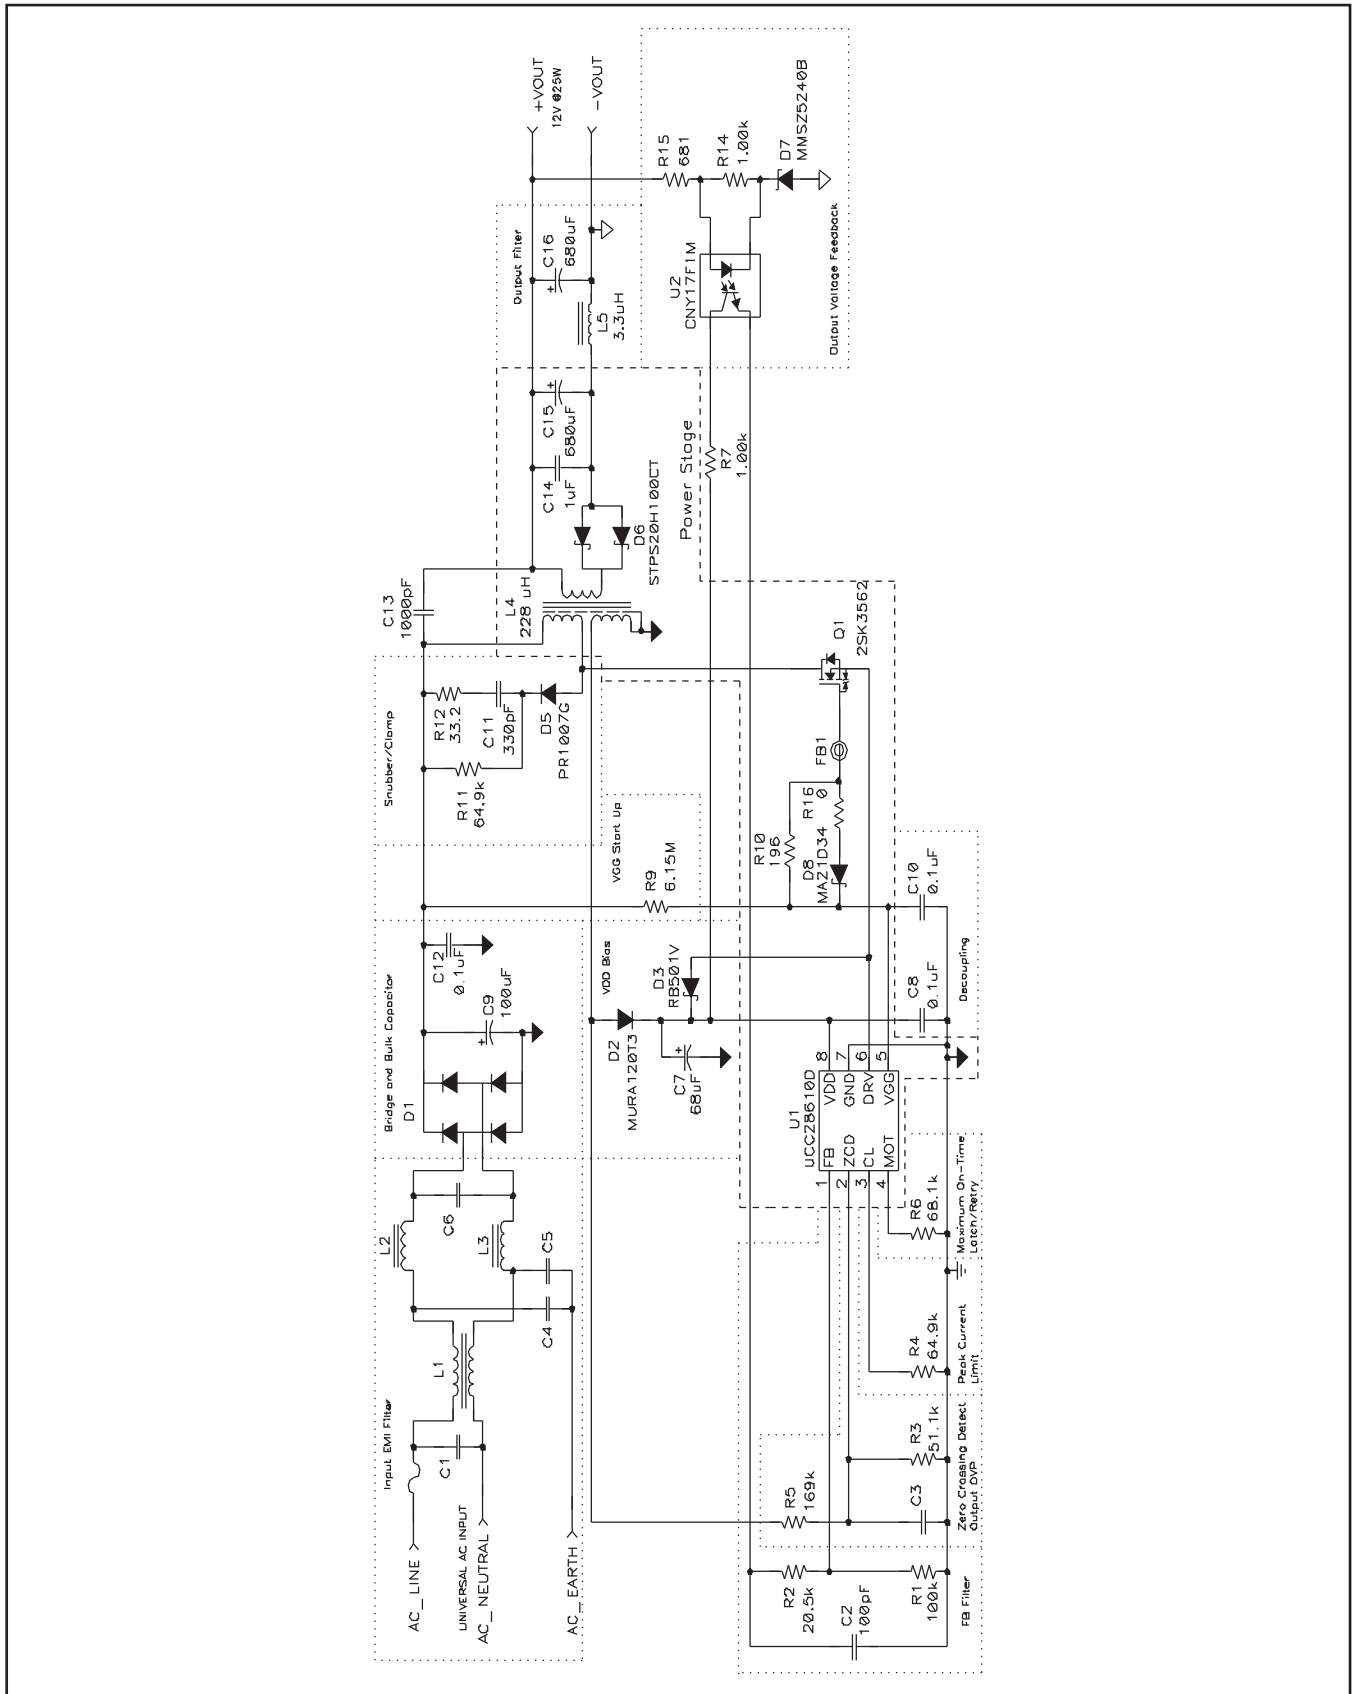 Input EMI Filter
AC_LINE
UNIVERSAL AC INPUT
AC_NEUTRAL
AC_EARTH
C1
L1
C4
C5
L2
L3
C6
Bridge and Bulk Capacitor
D1
C9
100uF
C12
0.1uF
Snubber/Clamp
R11
64.9k
R12
33.2
C11
330pF
D5
PR1007G
C13
1000pF
L4
228 uH
D6
STPS20H100CT
C14
1uF
C15
680uF
Output Filter
L5
3.3uH
C16
680uF
+VOUT
12V @25W
-VOUT
VGG Start Up
R9
6.15M
VDD Bias
D2
MURA120T3
C7
68uF
D3
RB501V
Power Stage
R7
1.00k
U2
CNY17F1M
R15
681
R14
1.00k
D7
MMSZ5240B
Output Voltage Feedback
R10
196
D8
MA21D34
R16
0
FB1
Q1
2SK3562
U1
UCC28610D
1
FB
VDD
8
2
ZCD
GND
7
3
CL
DRV
6
4
MOT
VGG
5
C8
0.1uF
C10
0.1uF
Decoupling
R2
20.5k
C2
100pF
R1
100k
FB Filter
R5
169k
C3
R3
51.1k
Zero Crossing Detect
Output OVP
R4
64.9k
Peak Current
Limit
R6
68.1k
Maximum On-Time
Latch/Retry